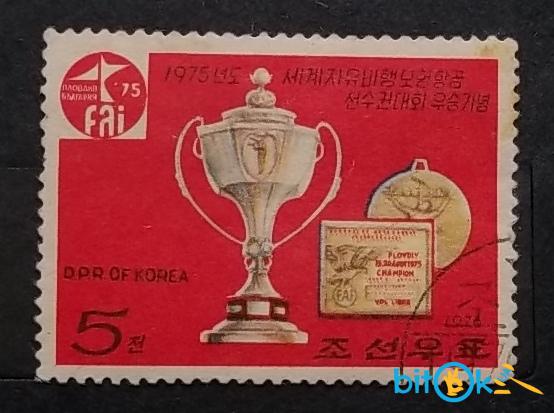 ПЛОВДИВ
БЪЛГАРИЯ
'75
FAi
1975년도 세계자유비행모형항공
선수권대회 우승기념
D.P.R. OF KOREA
PLOVDIV
CHAMPION
FAI
VOL LIBRE
5전
1976
조선우표
bitOk